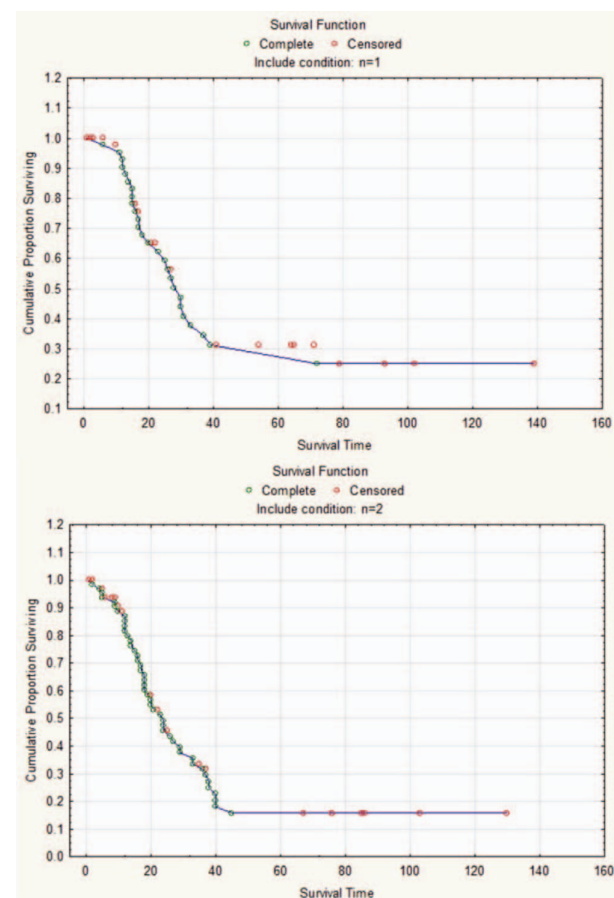 Survival Function
Complete Censored
Include condition: n=1
Cumulative Proportion Surviving
1.2
1.1
1.0
0.9
0.8
0.7
0.6
0.5
0.4
0.3
0.2
0.1
0 20 40 60 80 100 120 140 160
Survival Time
Survival Function
Complete Censored
Include condition: n=2
Cumulative Proportion Surviving
1.2
1.1
1.0
0.9
0.8
0.7
0.6
0.5
0.4
0.3
0.2
0.1
0.0
0 20 40 60 80 100 120 140 160
Survival Time